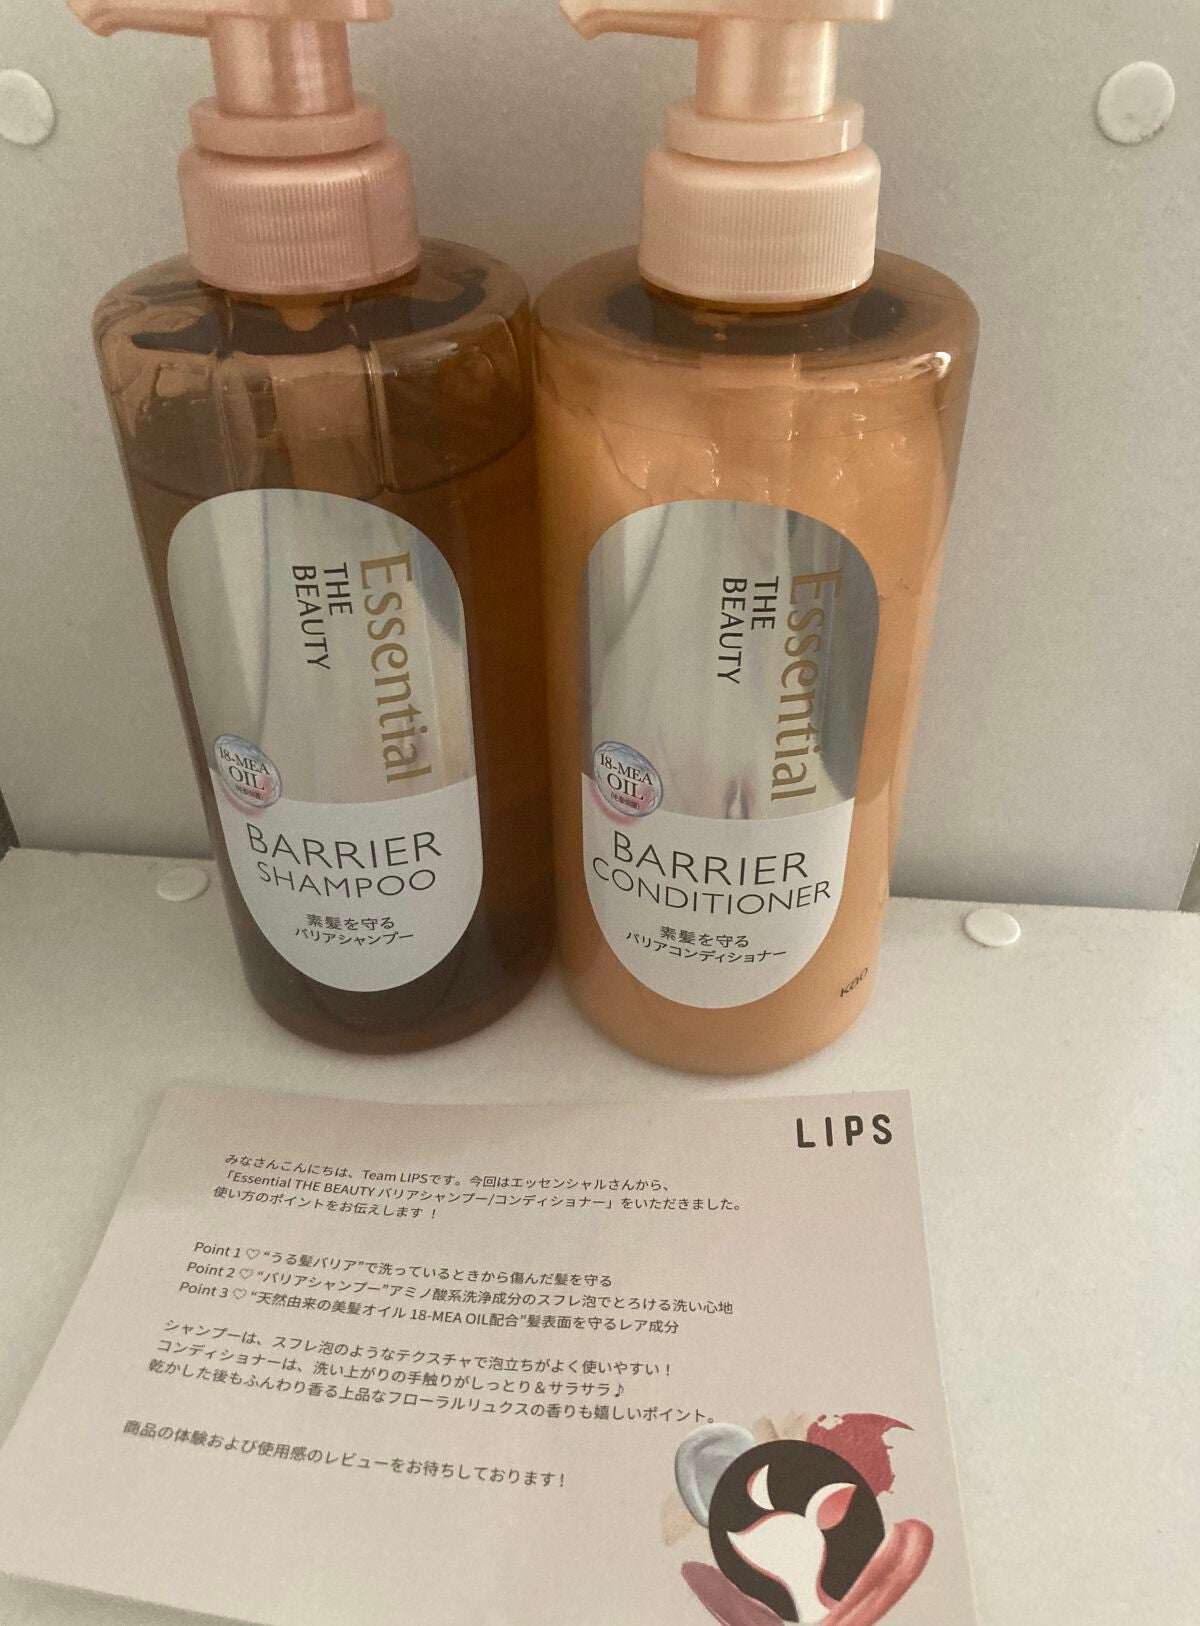 Essential
THE
BEAUTY
18-MEA
OIL
(毛髪保護)
BARRIER
SHAMPOO
素髪を守る
バリアシャンプー
Essential
THE
BEAUTY
18-MEA
OIL
(毛髪保護)
BARRIER
CONDITIONER
素髪を守る
バリアコンディショナー
Kao
LIPS
みなさんこんにちは、Team LIPSです。今回はエッセンシャルさんから、
「Essential THE BEAUTY バリアシャンプー/コンディショナー」をいただきました。
使い方のポイントをお伝えします！
Point 1 ♡ “うる髪バリア”で洗っているときから傷んだ髪を守る
Point 2 ♡ “バリアシャンプー”アミノ酸系洗浄成分のスフレ泡でとろける洗い心地
Point 3 ♡ “天然由来の美髪オイル 18-MEA OIL配合”髪表面を守るレア成分
シャンプーは、スフレ泡のようなテクスチャで泡立ちがよく使いやすい！
コンディショナーは、洗い上がりの手触りがしっとり＆サラサラ♪
乾かした後もふんわり香る上品なフローラルリュクスの香りも嬉しいポイント。
商品の体験および使用感のレビューをお待ちしております！